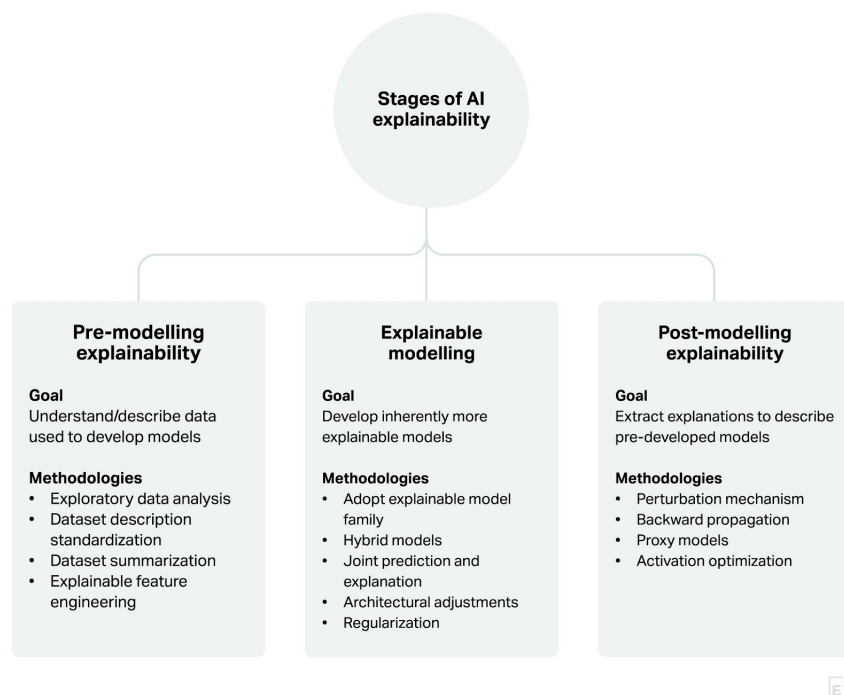 Stages of AI
explainability
Pre-modelling
explainability
Goal
Understand/describe data
used to develop models
Methodologies
• Exploratory data analysis
• Dataset description
standardization
• Dataset summarization
• Explainable feature
engineering
Explainable
modelling
Goal
Develop inherently more
explainable models
Methodologies
• Adopt explainable model
family
• Hybrid models
• Joint prediction and
explanation
• Architectural adjustments
• Regularization
Post-modelling
explainability
Goal
Extract explanations to describe
pre-developed models
Methodologies
• Perturbation mechanism
• Backward propagation
• Proxy models
• Activation optimization
E